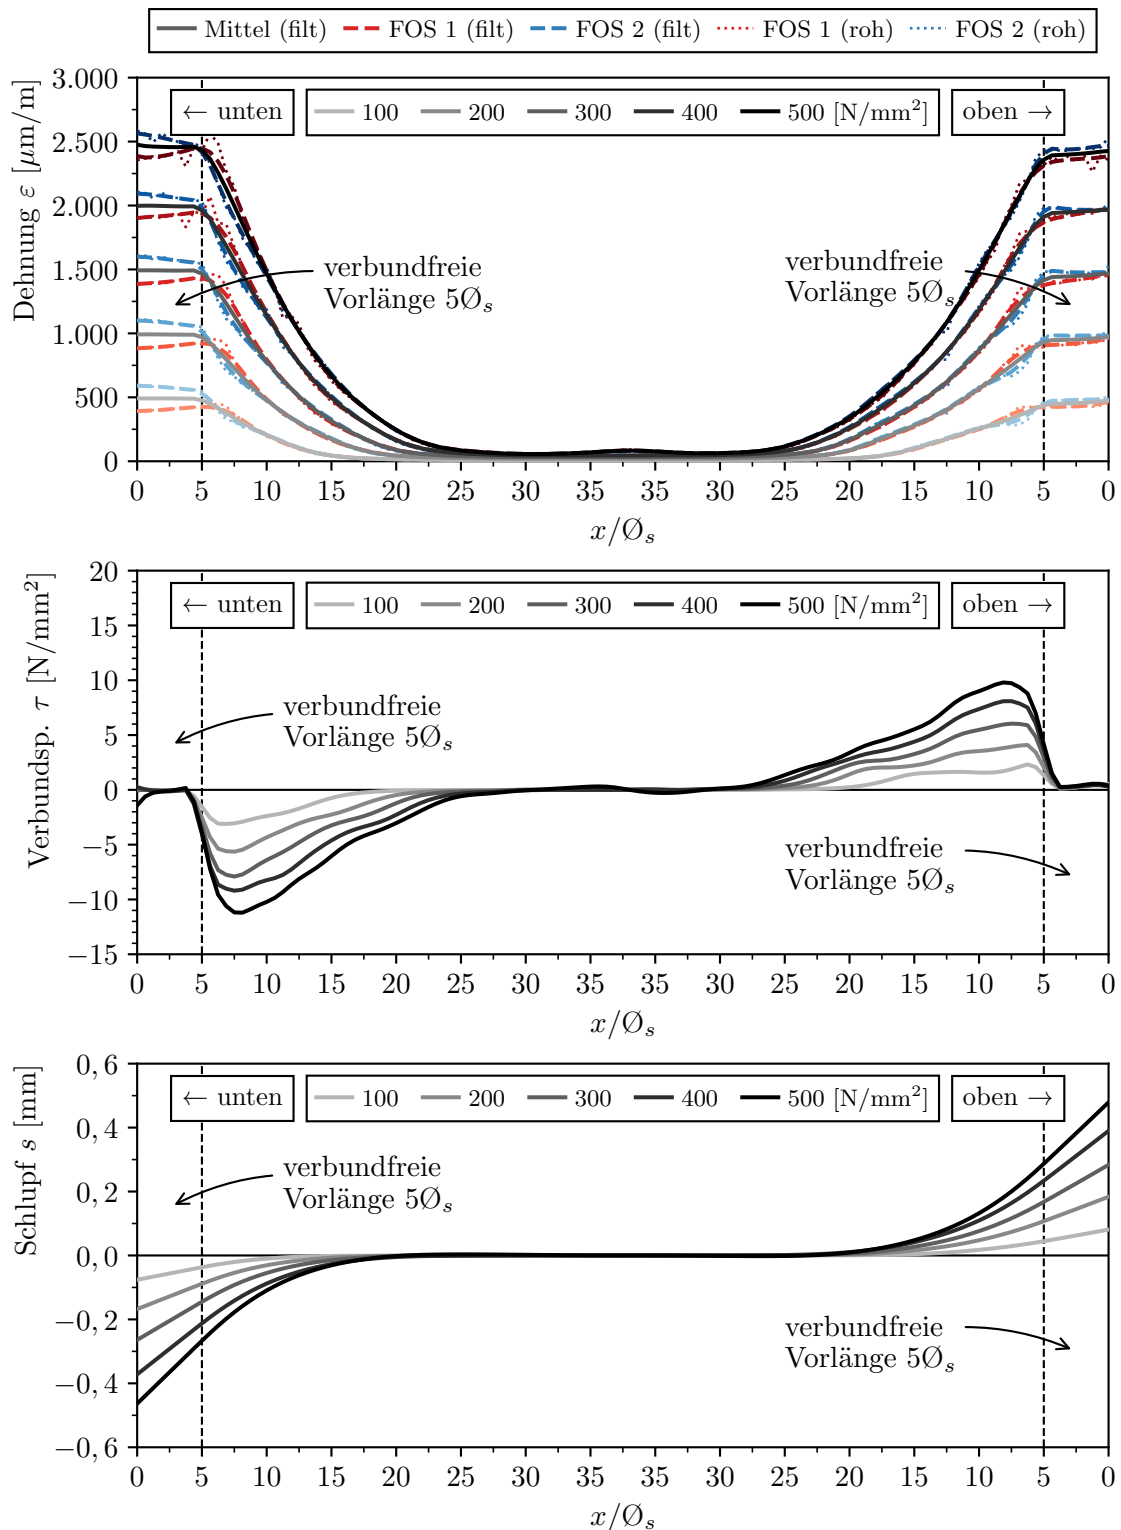 Mittel (filt) FOS 1 (filt) FOS 2 (filt) FOS 1 (roh) FOS 2 (roh)
Dehnung ε [μm/m]
3.000
2.500
2.000
1.500
1.000
500
0
← unten
100 200 300 400 500 [N/mm²]
oben →
verbundfreie
Vorlänge 5Øₛ
verbundfreie
Vorlänge 5Øₛ
0 5 10 15 20 25 30 35 35 30 25 20 15 10 5 0
x/Øₛ
Verbundsp. τ [N/mm²]
20
15
10
5
0
−5
−10
−15
← unten
100 200 300 400 500 [N/mm²]
oben →
verbundfreie
Vorlänge 5Øₛ
verbundfreie
Vorlänge 5Øₛ
0 5 10 15 20 25 30 35 35 30 25 20 15 10 5 0
x/Øₛ
Schlupf s [mm]
0,6
0,4
0,2
0,0
−0,2
−0,4
−0,6
← unten
100 200 300 400 500 [N/mm²]
oben →
verbundfreie
Vorlänge 5Øₛ
verbundfreie
Vorlänge 5Øₛ
0 5 10 15 20 25 30 35 35 30 25 20 15 10 5 0
x/Øₛ